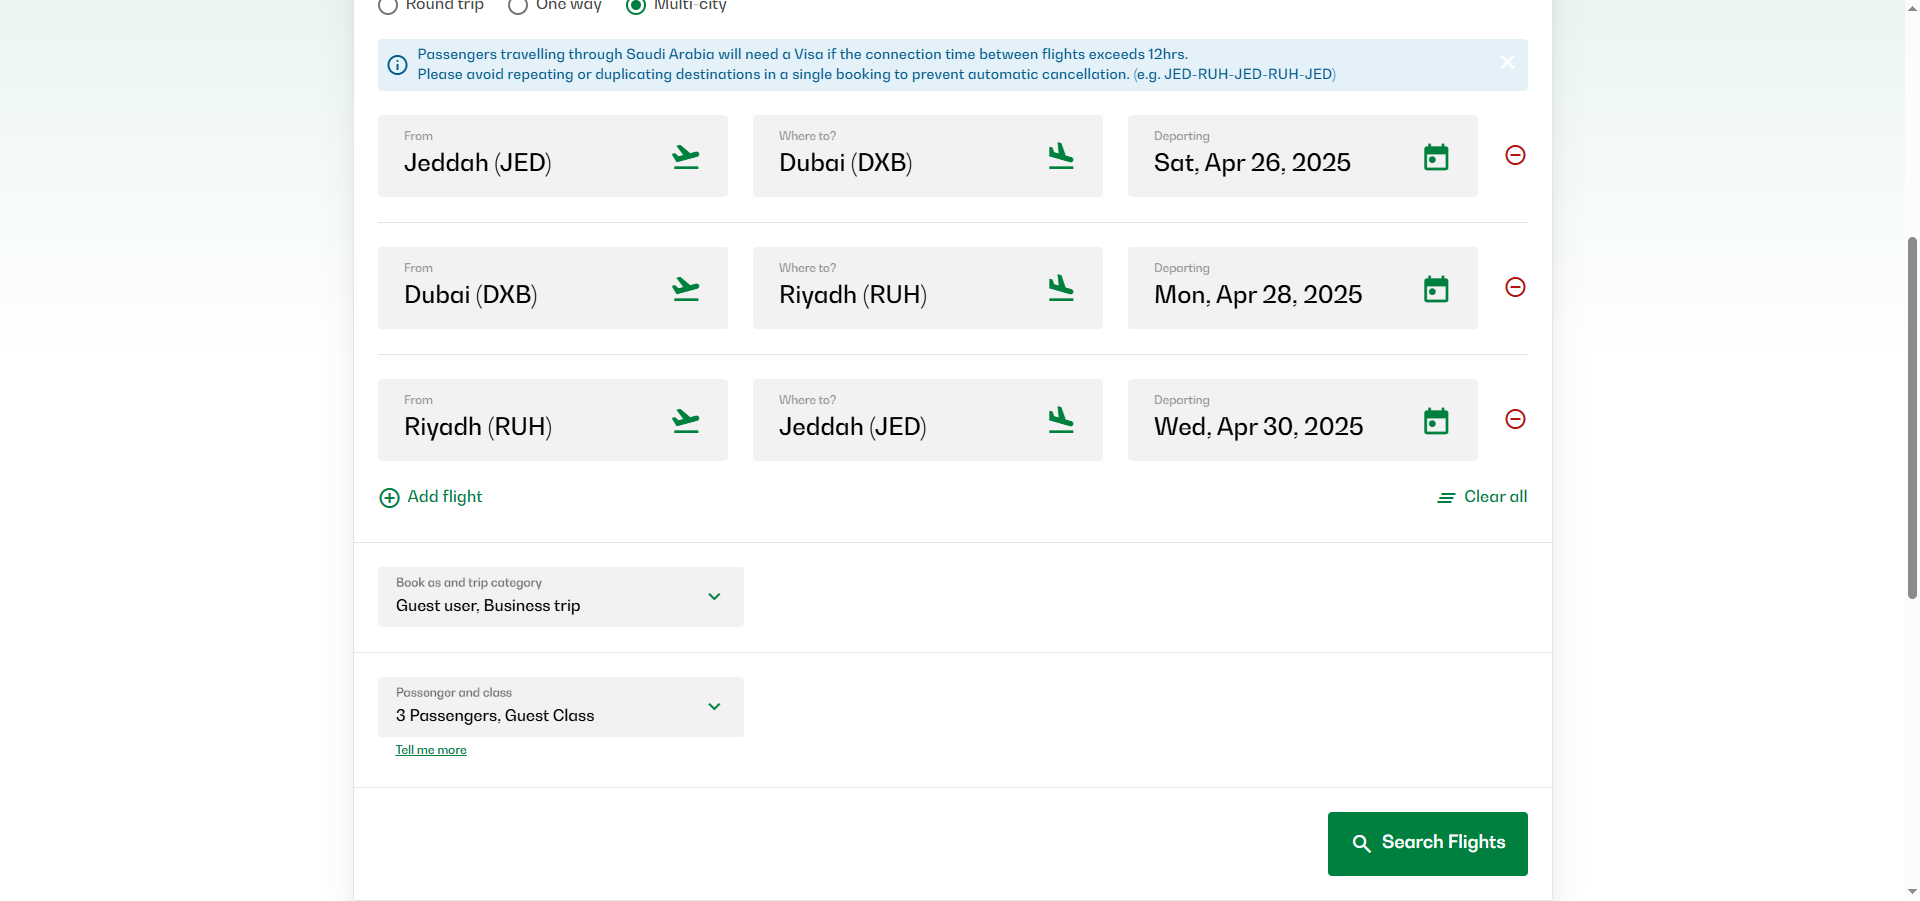 Round trip One way Multi-city
Passengers travelling through Saudi Arabia will need a Visa if the connection time between flights exceeds 12hrs.
Please avoid repeating or duplicating destinations in a single booking to prevent automatic cancellation. (e.g. JED-RUH-JED-RUH-JED)
From
Jeddah (JED)
Where to?
Dubai (DXB)
Departing
Sat, Apr 26, 2025
From
Dubai (DXB)
Where to?
Riyadh (RUH)
Departing
Mon, Apr 28, 2025
From
Riyadh (RUH)
Where to?
Jeddah (JED)
Departing
Wed, Apr 30, 2025
Add flight
Clear all
Book as and trip category
Guest user, Business trip
Passenger and class
3 Passengers, Guest Class
Tell me more
Search Flights